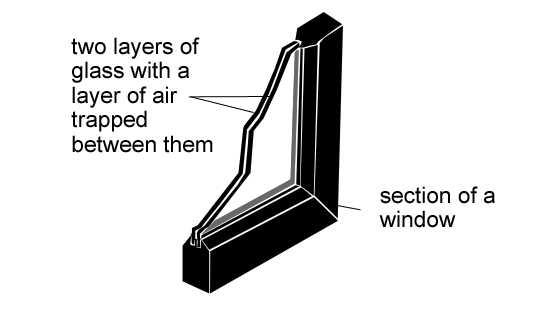 two layers of
glass with a
layer of air
trapped
between them
section of a
window